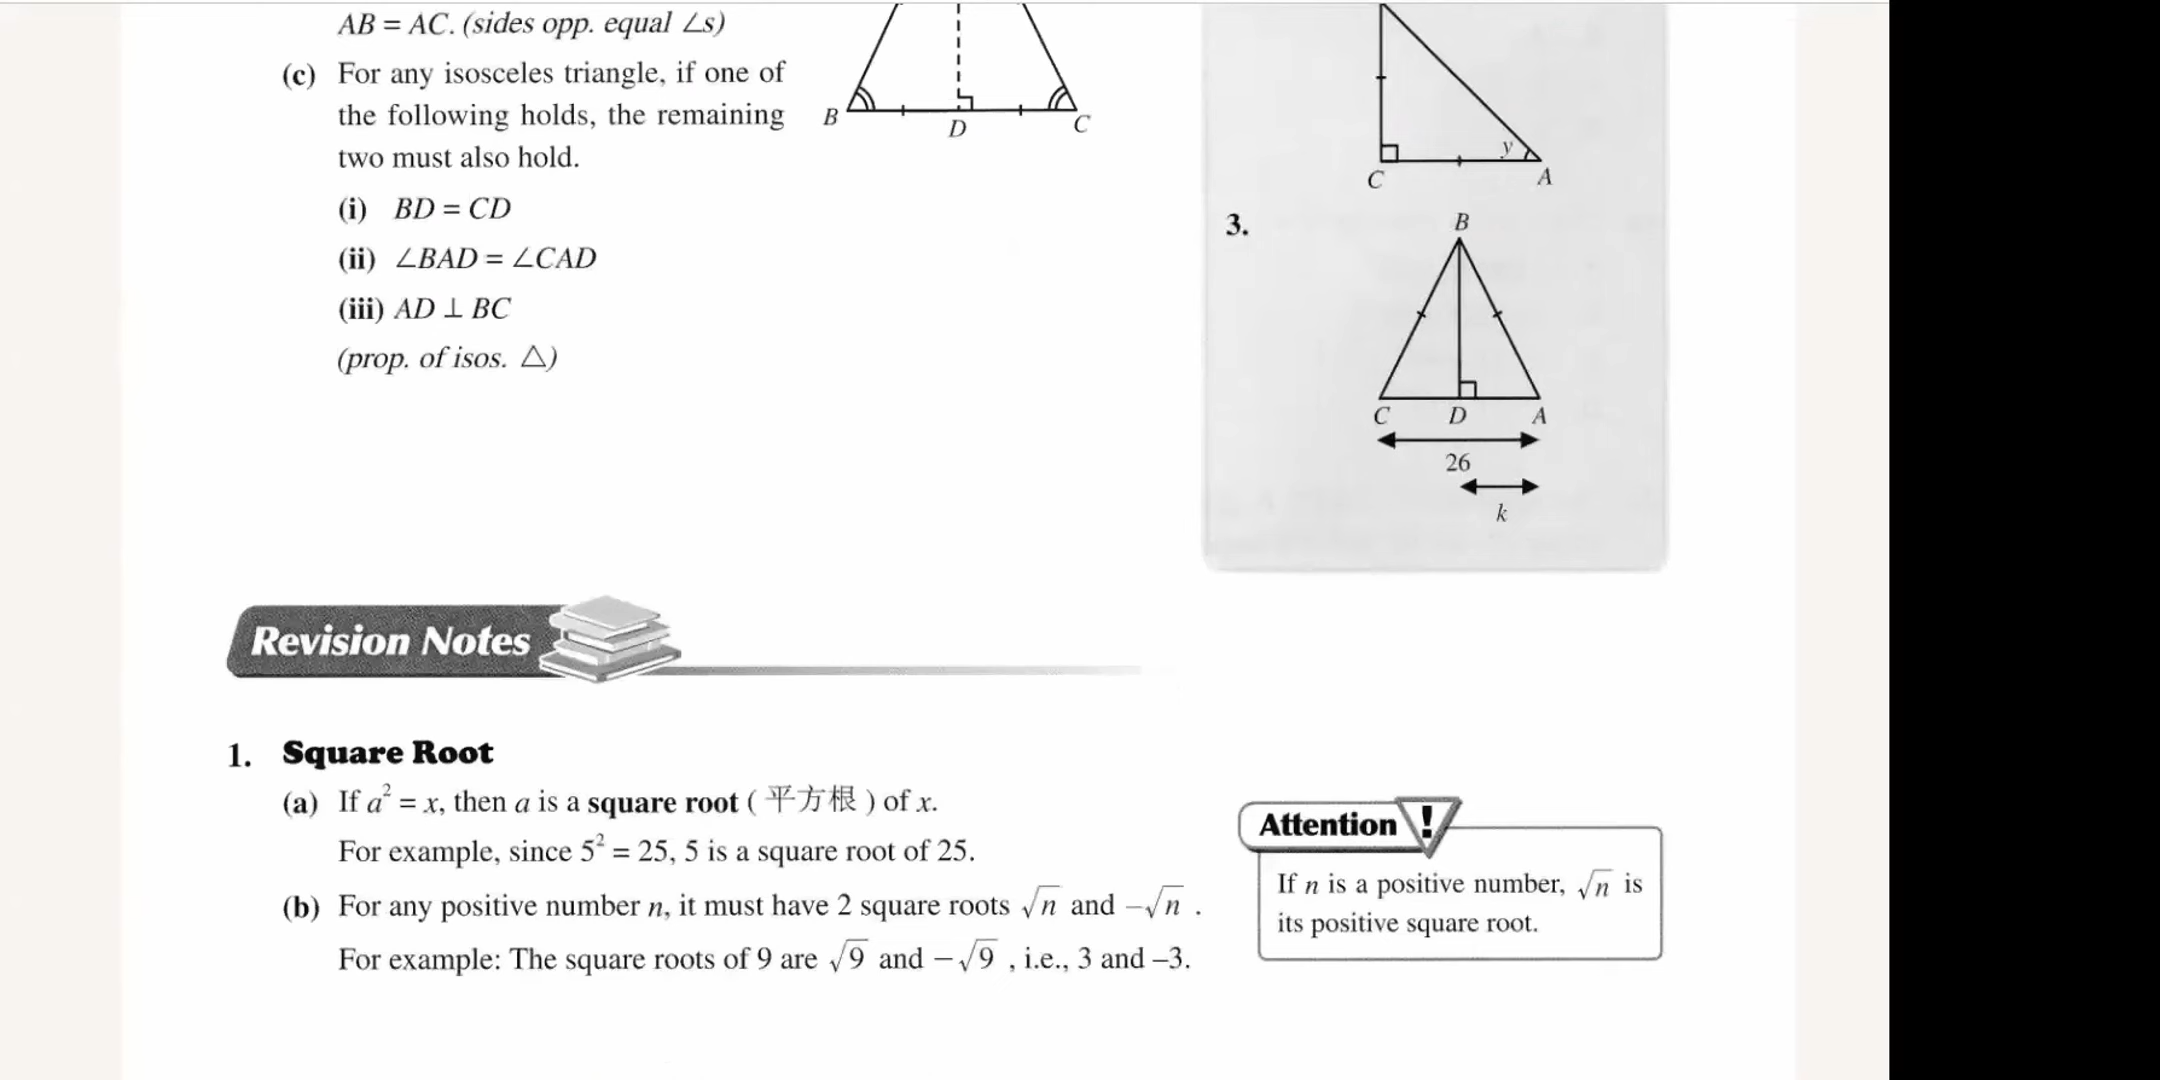 AB = AC. (sides opp. equal ∠s)
(c) For any isosceles triangle, if one of
the following holds, the remaining
two must also hold.
(i) BD = CD
(ii) ∠BAD = ∠CAD
(iii) AD ⊥ BC
(prop. of isos. △)
B
D
C
y
C
A
3.
B
C
D
A
26
k
Revision Notes
1. Square Root
(a) If a² = x, then a is a square root ( 平方根 ) of x.
For example, since 5² = 25, 5 is a square root of 25.
(b) For any positive number n, it must have 2 square roots √n and −√n .
For example: The square roots of 9 are √9 and −√9 , i.e., 3 and −3.
Attention !
If n is a positive number, √n is
its positive square root.